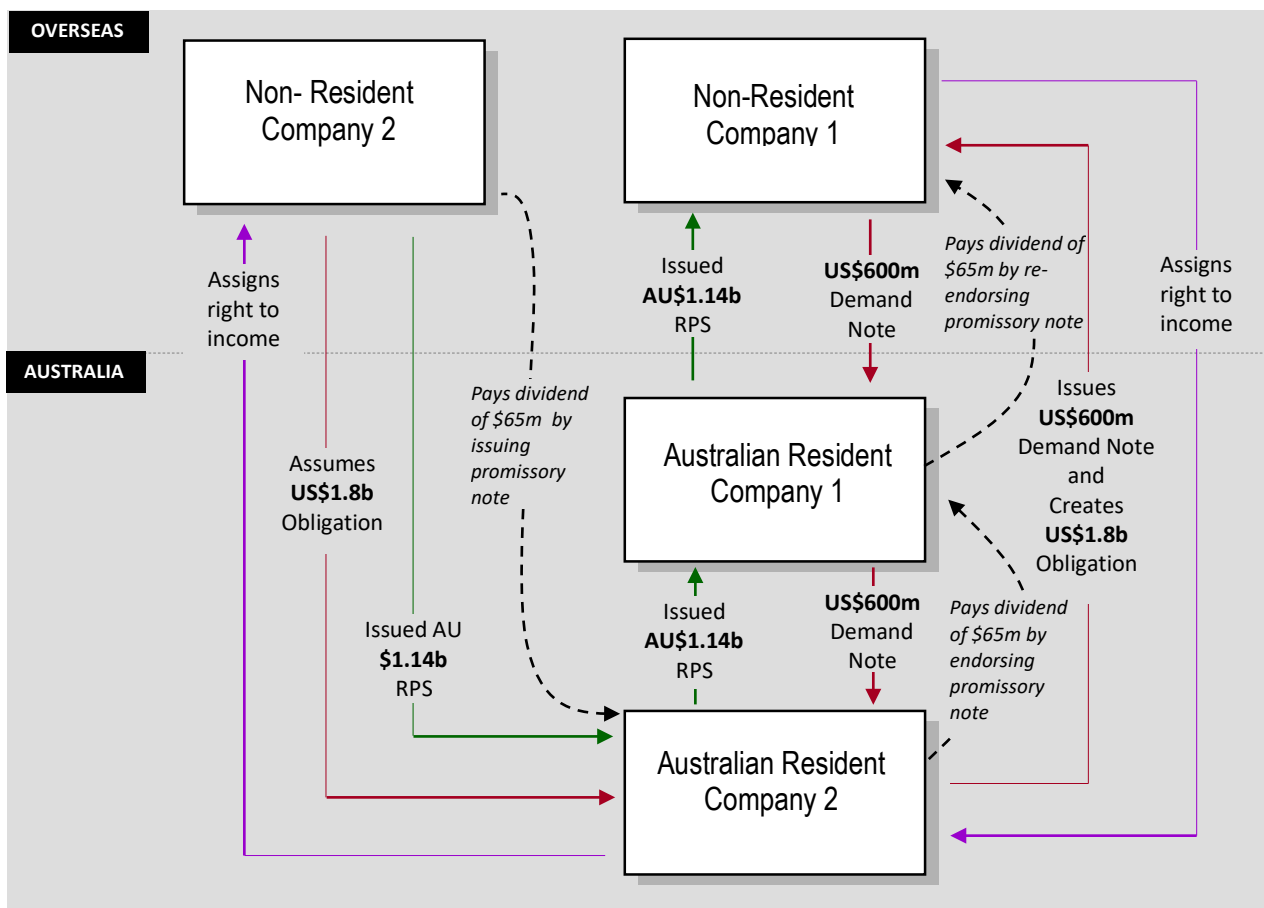 OVERSEAS
Non- Resident
Company 2
Non-Resident
Company 1
Assigns
right to
income
Issued
AU$1.14b
RPS
US$600m
Demand
Note
Pays dividend of
$65m by re-
endorsing
promissory note
Assigns
right to
income
AUSTRALIA
Pays dividend
of $65m by
issuing
promissory
note
Assumes
US$1.8b
Obligation
Australian Resident
Company 1
Issues
US$600m
Demand Note
and
Creates
US$1.8b
Obligation
Issued AU
$1.14b
RPS
Issued
AU$1.14b
RPS
US$600m
Demand
Note
Pays dividend
of $65m by
endorsing
promissory
note
Australian Resident
Company 2